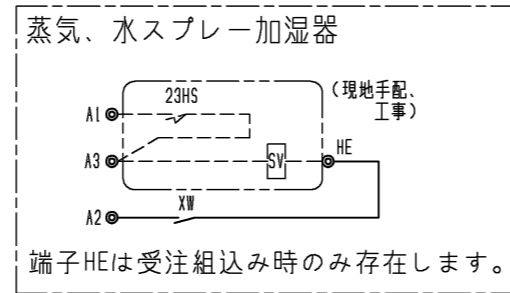 蒸気、水スプレー加湿器
23HS
(現地手配、
工事)
A1
HE
A3
SV
XW
A2
端子HEは受注組込み時のみ存在します。